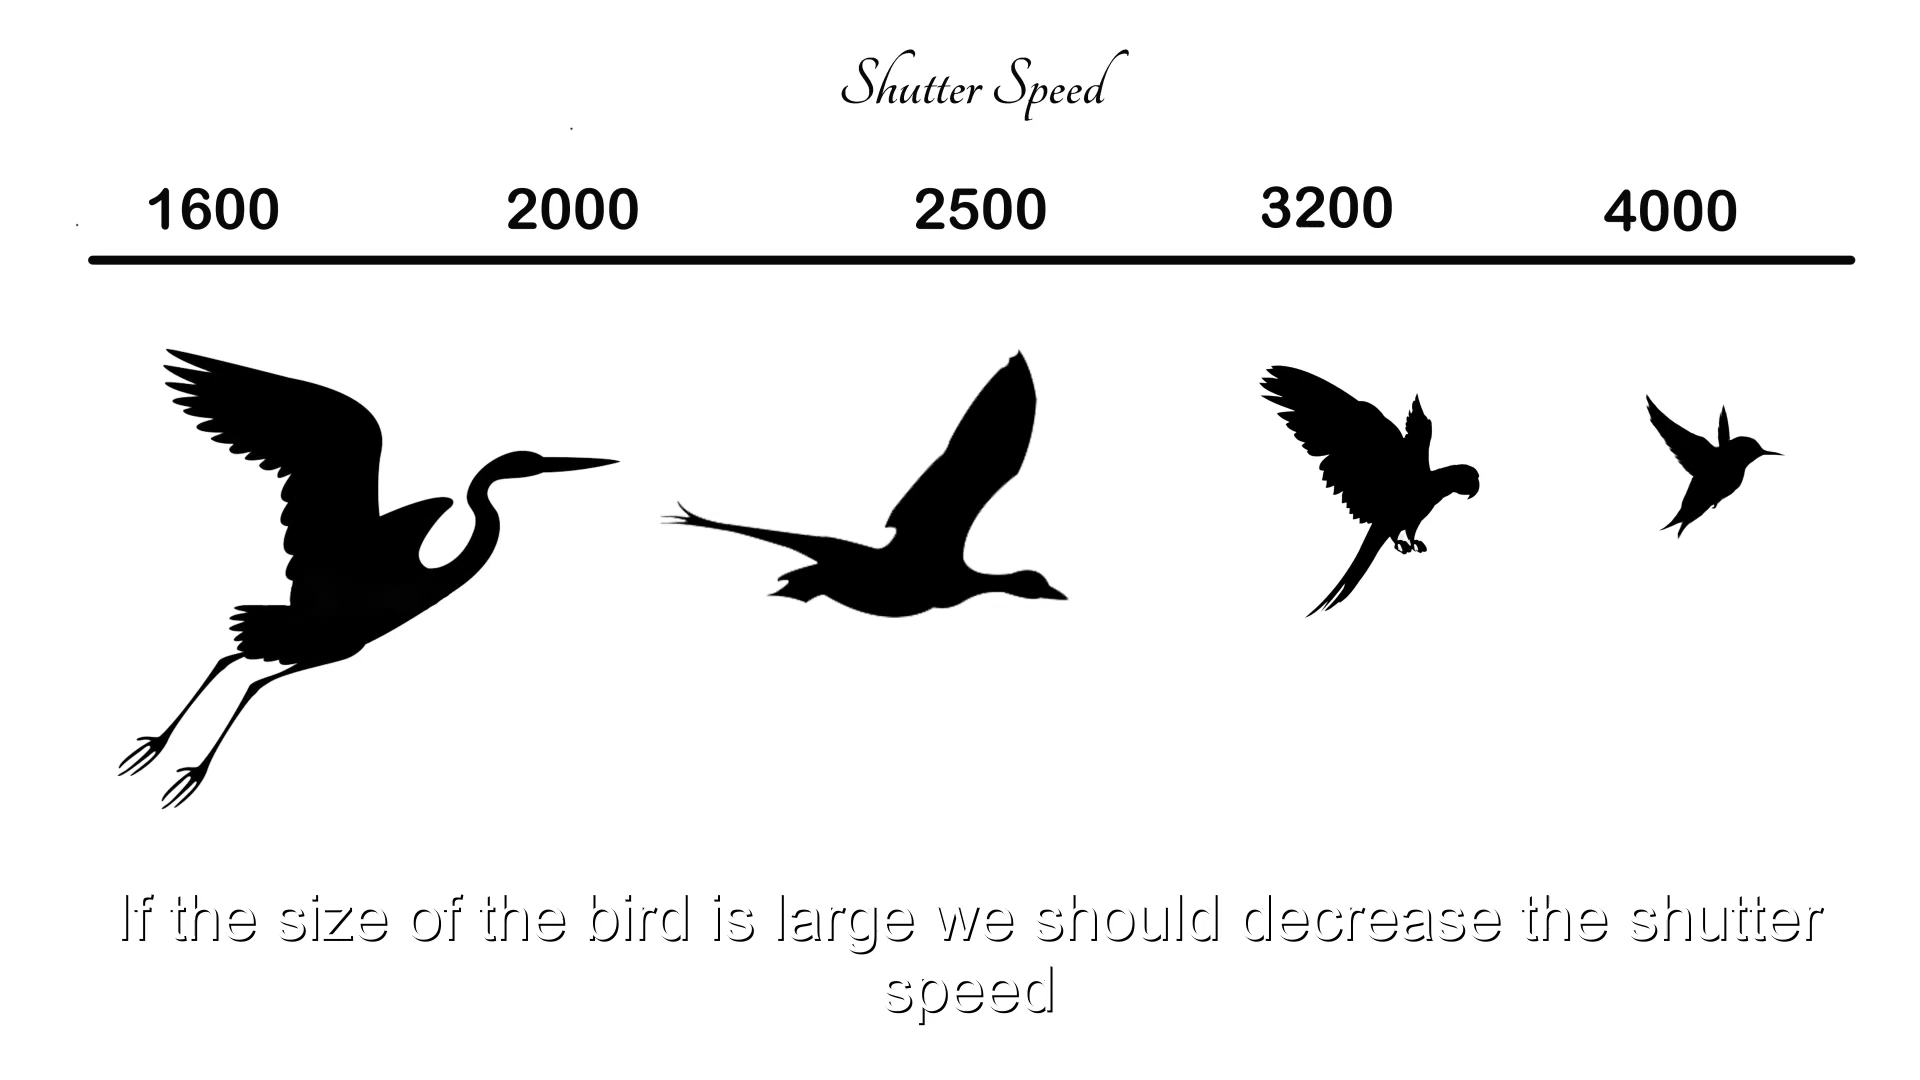 Shutter Speed
1600 2000 2500 3200 4000
If the size of the bird is large we should decrease the shutter
speed